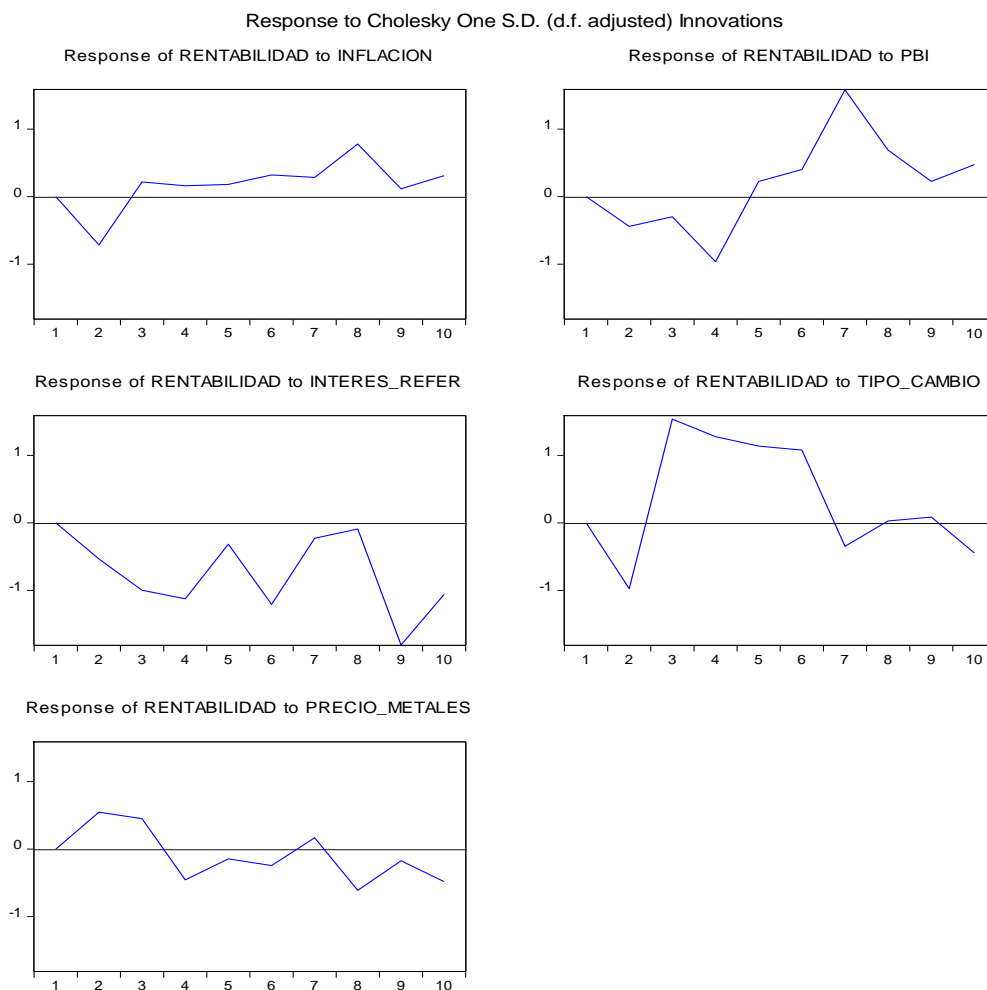 Response to Cholesky One S.D. (d.f. adjusted) Innovations
Response of RENTABILIDAD to INFLACION
1
0
-1
1 2 3 4 5 6 7 8 9 10
Response of RENTABILIDAD to PBI
1
0
-1
1 2 3 4 5 6 7 8 9 10
Response of RENTABILIDAD to INTERES_REFER
1
0
-1
1 2 3 4 5 6 7 8 9 10
Response of RENTABILIDAD to TIPO_CAMBIO
1
0
-1
1 2 3 4 5 6 7 8 9 10
Response of RENTABILIDAD to PRECIO_METALES
1
0
-1
1 2 3 4 5 6 7 8 9 10